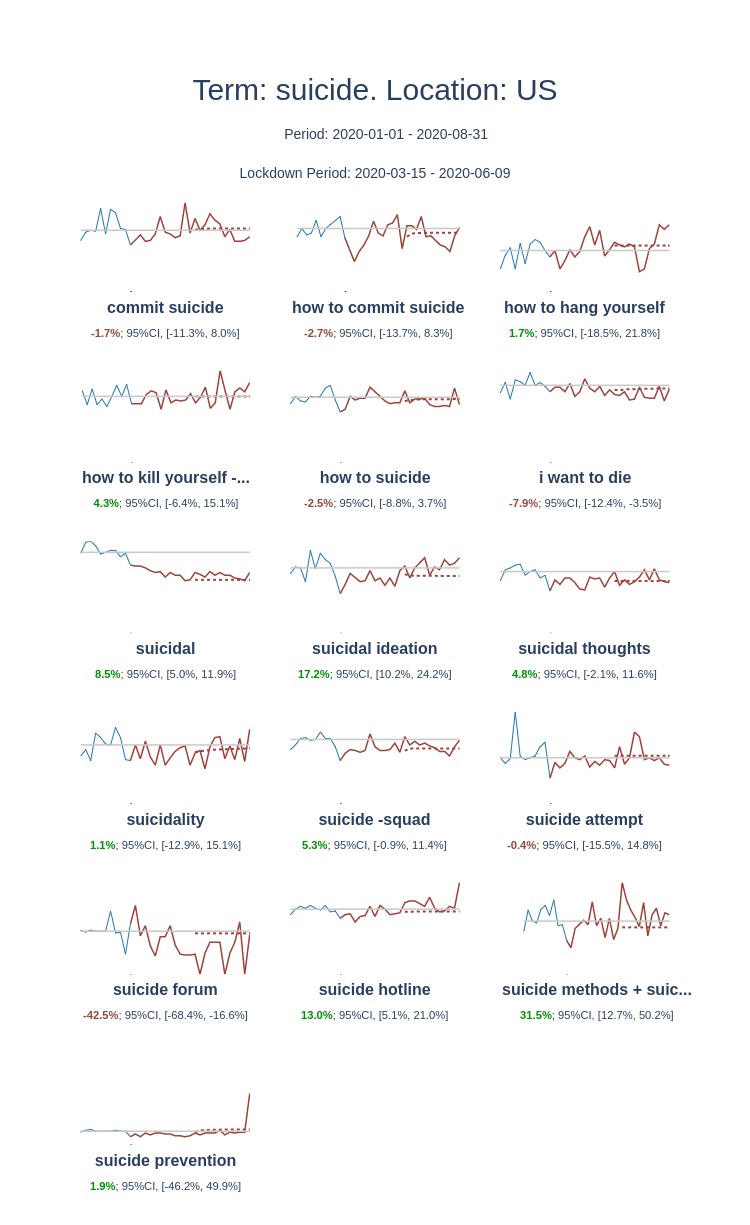 Term: suicide. Location: US
Period: 2020-01-01 - 2020-08-31
Lockdown Period: 2020-03-15 - 2020-06-09
commit suicide
-1.7%; 95%CI, [-11.3%, 8.0%]
how to commit suicide
-2.7%; 95%CI, [-13.7%, 8.3%]
how to hang yourself
1.7%; 95%CI, [-18.5%, 21.8%]
how to kill yourself -...
4.3%; 95%CI, [-6.4%, 15.1%]
how to suicide
-2.5%; 95%CI, [-8.8%, 3.7%]
i want to die
-7.9%; 95%CI, [-12.4%, -3.5%]
suicidal
8.5%; 95%CI, [5.0%, 11.9%]
suicidal ideation
17.2%; 95%CI, [10.2%, 24.2%]
suicidal thoughts
4.8%; 95%CI, [-2.1%, 11.6%]
suicidality
1.1%; 95%CI, [-12.9%, 15.1%]
suicide -squad
5.3%; 95%CI, [-0.9%, 11.4%]
suicide attempt
-0.4%; 95%CI, [-15.5%, 14.8%]
suicide forum
-42.5%; 95%CI, [-68.4%, -16.6%]
suicide hotline
13.0%; 95%CI, [5.1%, 21.0%]
suicide methods + suic...
31.5%; 95%CI, [12.7%, 50.2%]
suicide prevention
1.9%; 95%CI, [-46.2%, 49.9%]